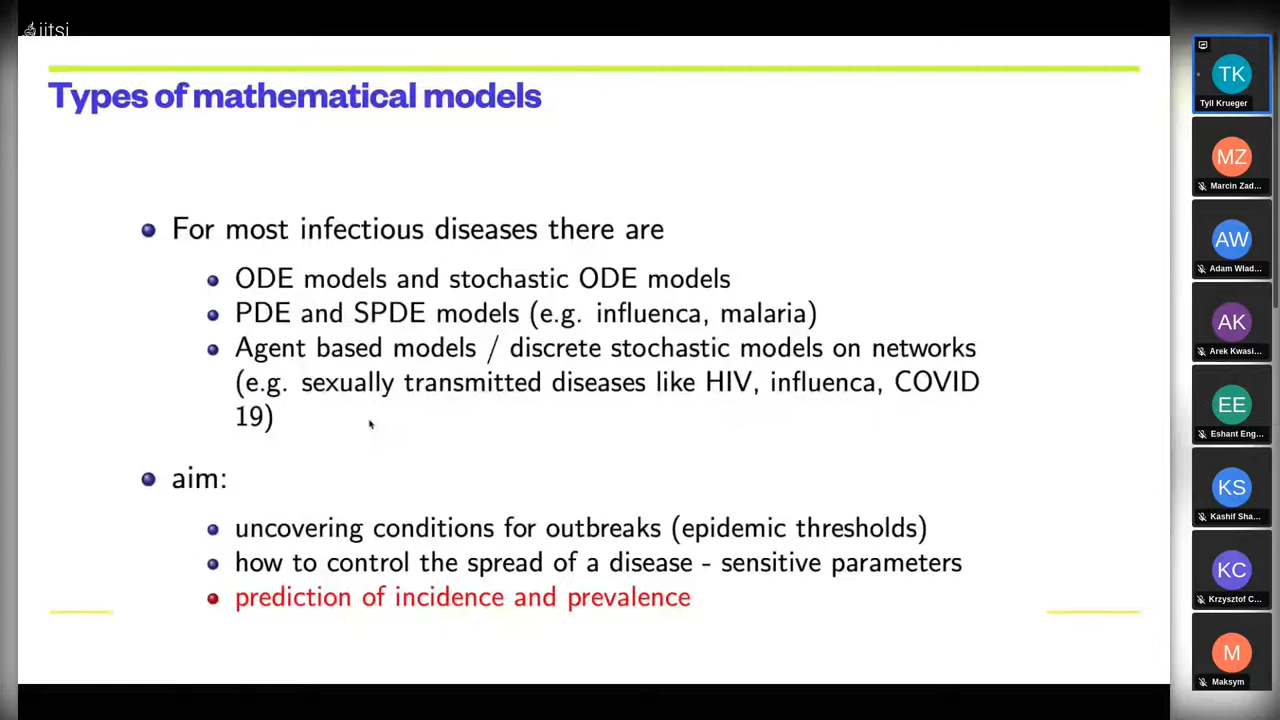 jitsi
Types of mathematical models
For most infectious diseases there are
ODE models and stochastic ODE models
PDE and SPDE models (e.g. influenca, malaria)
Agent based models / discrete stochastic models on networks
(e.g. sexually transmitted diseases like HIV, influenca, COVID
19)
aim:
uncovering conditions for outbreaks (epidemic thresholds)
how to control the spread of a disease - sensitive parameters
prediction of incidence and prevalence
TK
Tyll Krueger
MZ
Marcin Zad...
AW
Adam Wład...
AK
Arek Kwasi...
EE
Eshant Eng...
KS
Kashif Sha...
KC
Krzysztof C...
M
Maksym